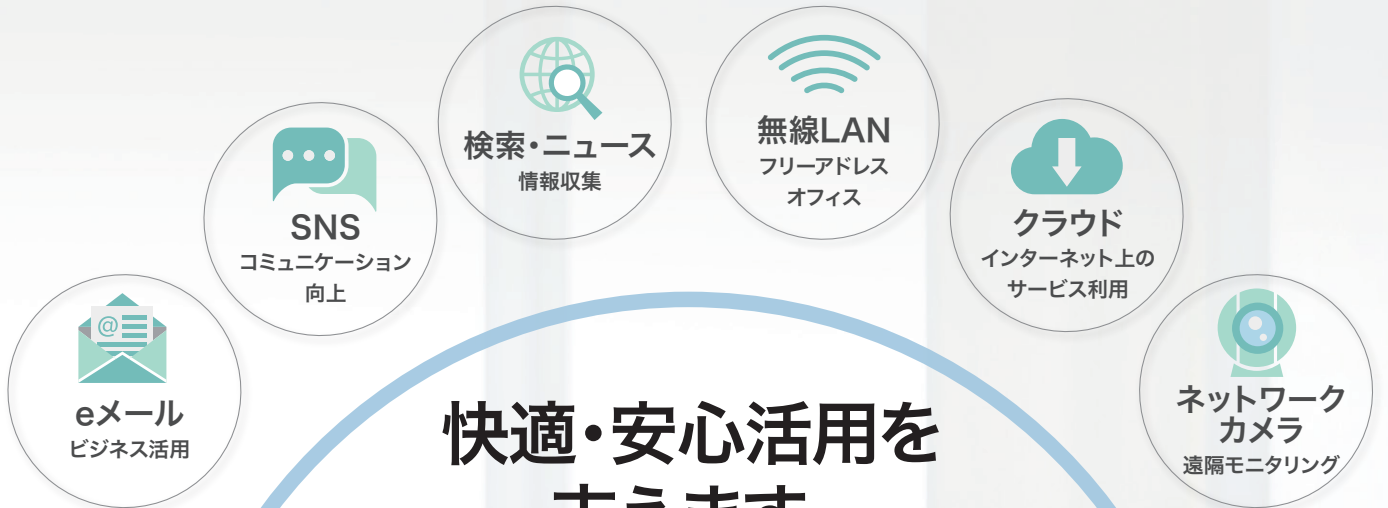 検索・ニュース
情報収集
無線LAN
フリーアドレス
オフィス
SNS
コミュニケーション
向上
クラウド
インターネット上の
サービス利用
@
eメール
ビジネス活用
ネットワーク
カメラ
遠隔モニタリング
快適・安心活用を
支えます